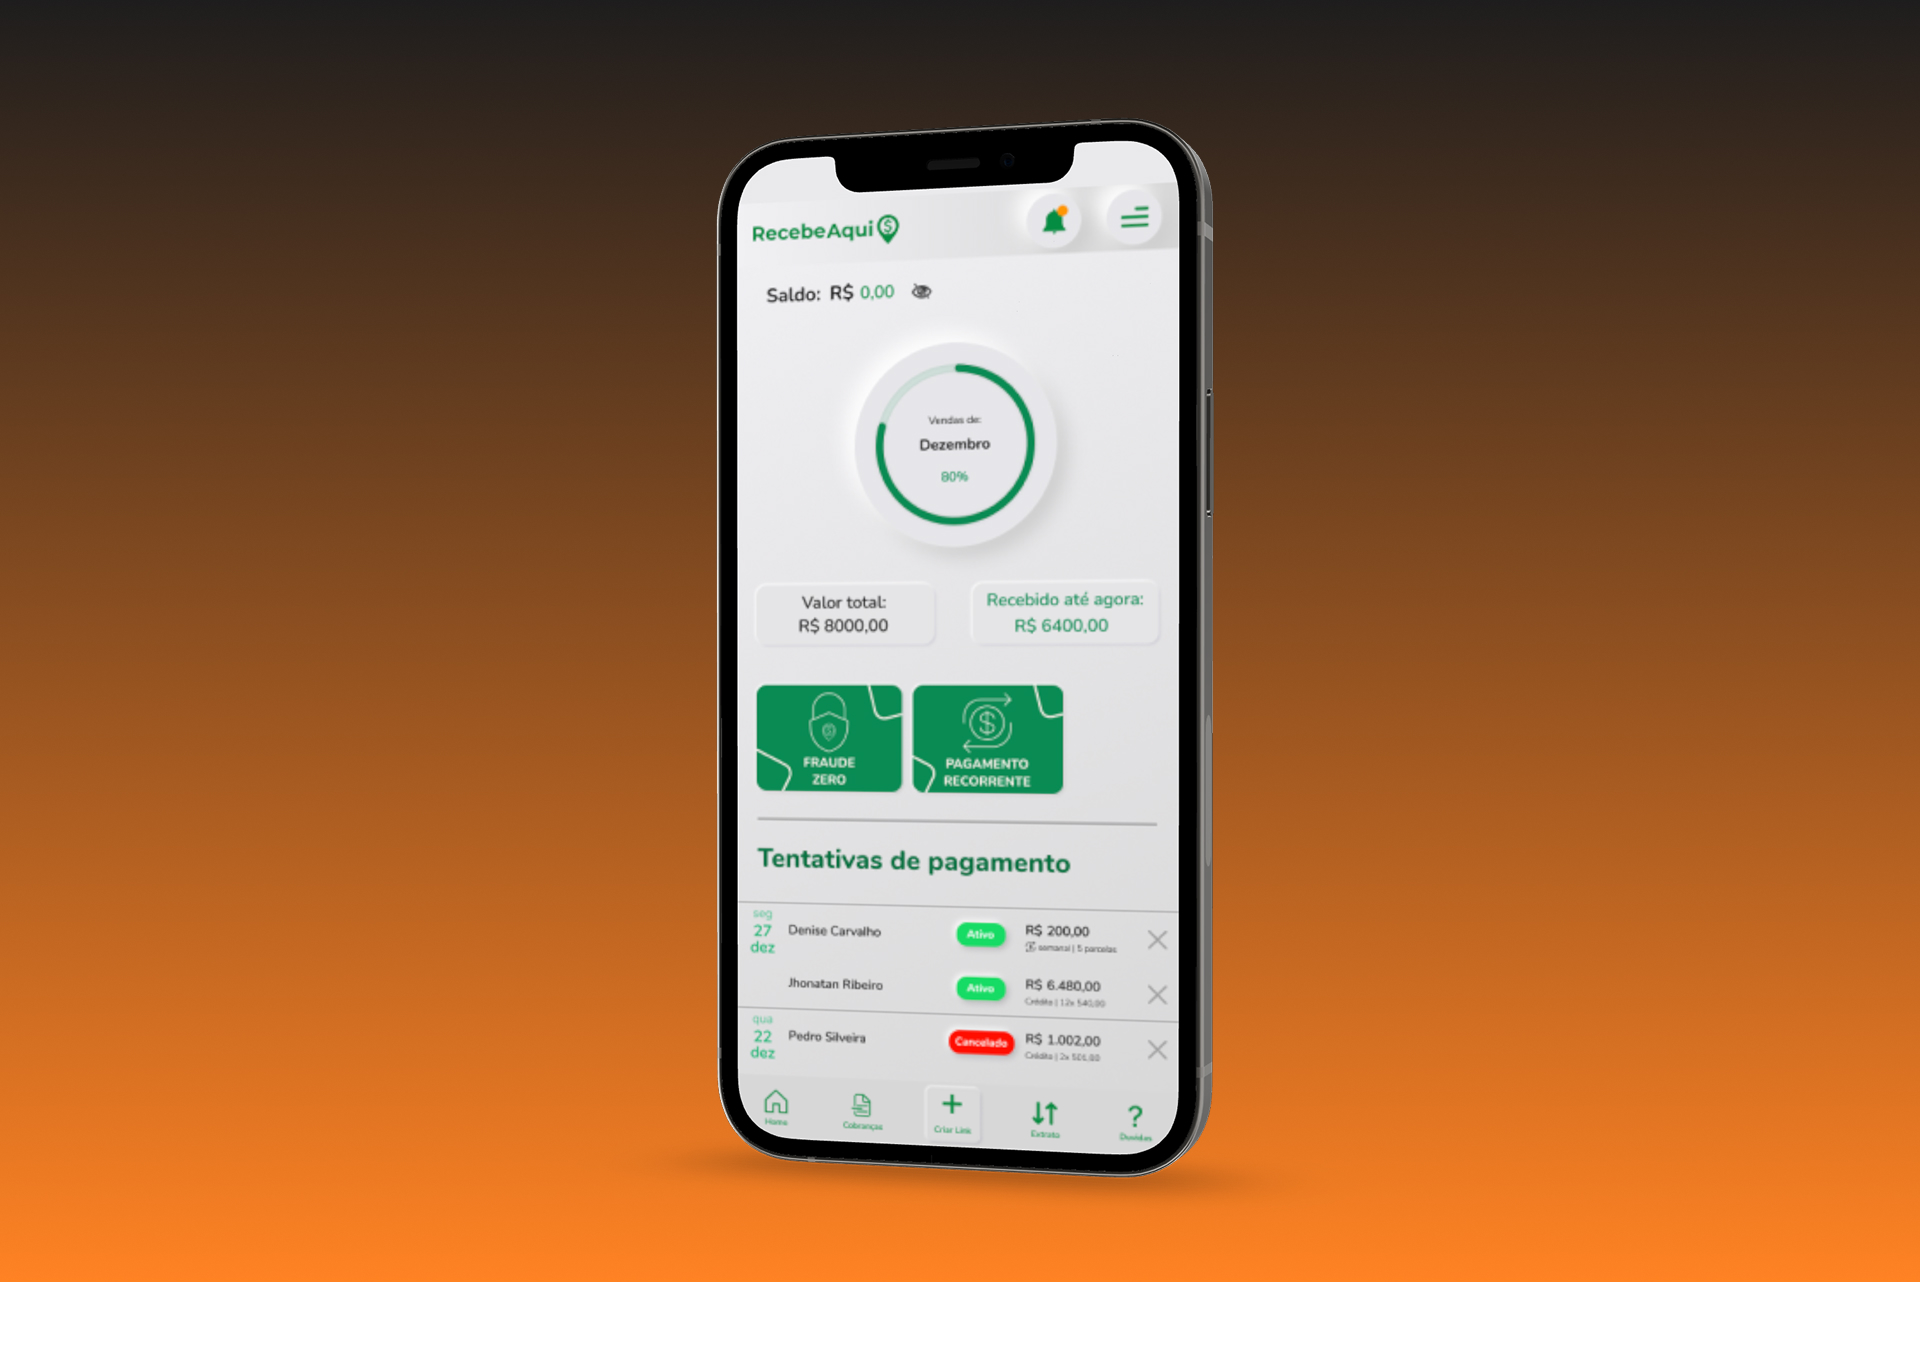 RecebeAqui
Saldo: R$ 0,00
Vendas de:
Dezembro
80%
Valor total:
R$ 8000,00
Recebido até agora:
R$ 6400,00
FRAUDE
ZERO
PAGAMENTO
RECORRENTE
Tentativas de pagamento
seg
27
dez
Denise Carvalho
Ativo
R$ 200,00
semanal | 5 parcelas
Jhonatan Ribeiro
Ativo
R$ 6.480,00
Crédito | 12x 540,00
qua
22
dez
Pedro Silveira
Cancelado
R$ 1.002,00
Crédito | 2x 501,00
Home
Cobranças
Criar Link
Extrato
Duvidas